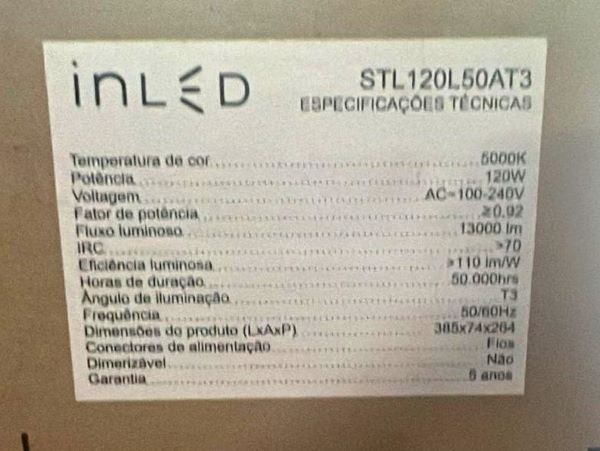 inLED
STL120L50AT3
ESPECIFICAÇÕES TÉCNICAS
Temperatura de cor 5000K
Potência 120W
Voltagem AC~100-240V
Fator de potência ≥0.92
Fluxo luminoso 13000 lm
IRC >70
Eficiência luminosa >110 lm/W
Horas de duração 50.000hrs
Ângulo de iluminação T3
Frequência 50/60Hz
Dimensões do produto (LxAxP) 385x74x264
Conectores de alimentação Fios
Dimerizável Não
Garantia 5 anos